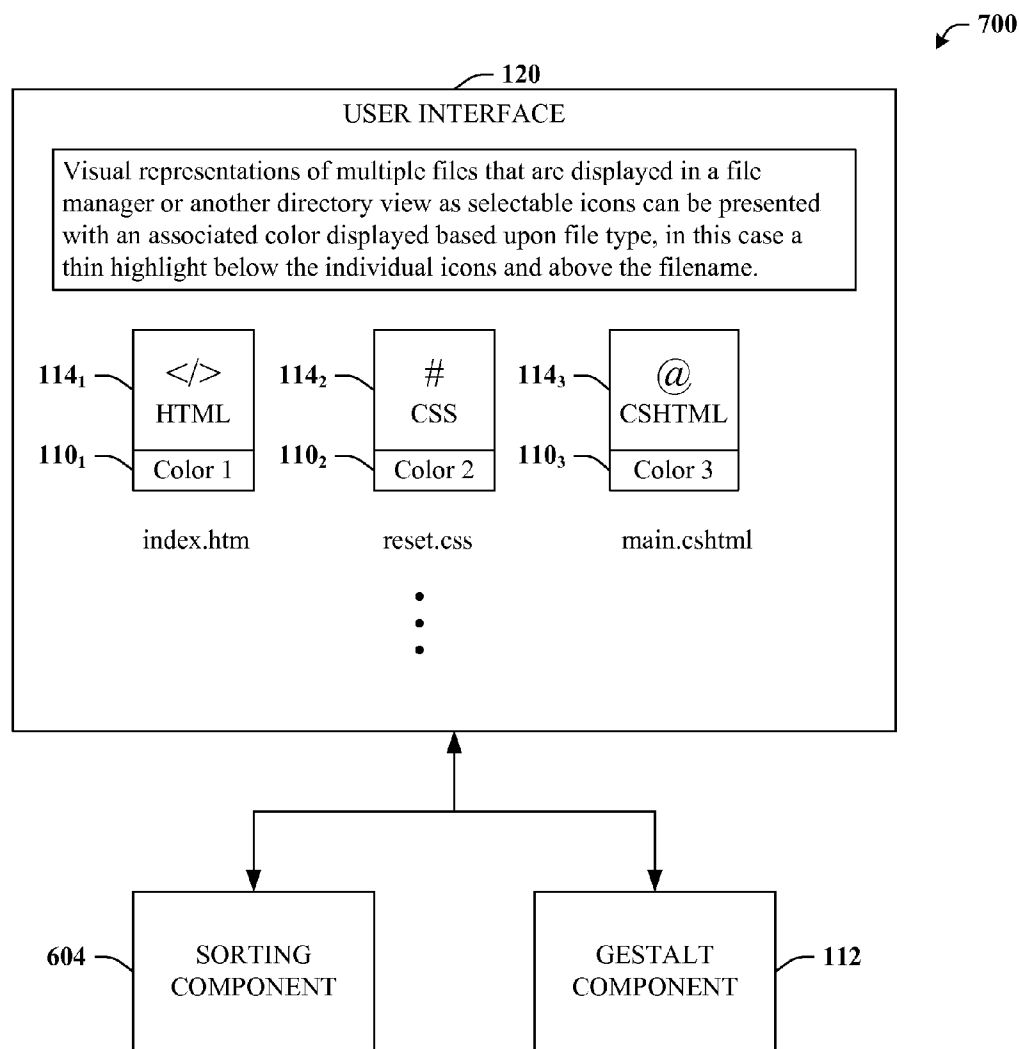 700
120
USER INTERFACE
Visual representations of multiple files that are displayed in a file
manager or another directory view as selectable icons can be presented
with an associated color displayed based upon file type, in this case a
thin highlight below the individual icons and above the filename.
114₁ </> 114₂ # 114₃ @
HTML CSS CSHTML
110₁ Color 1 110₂ Color 2 110₃ Color 3
index.htm reset.css main.cshtml
604 SORTING COMPONENT
GESTALT COMPONENT 112